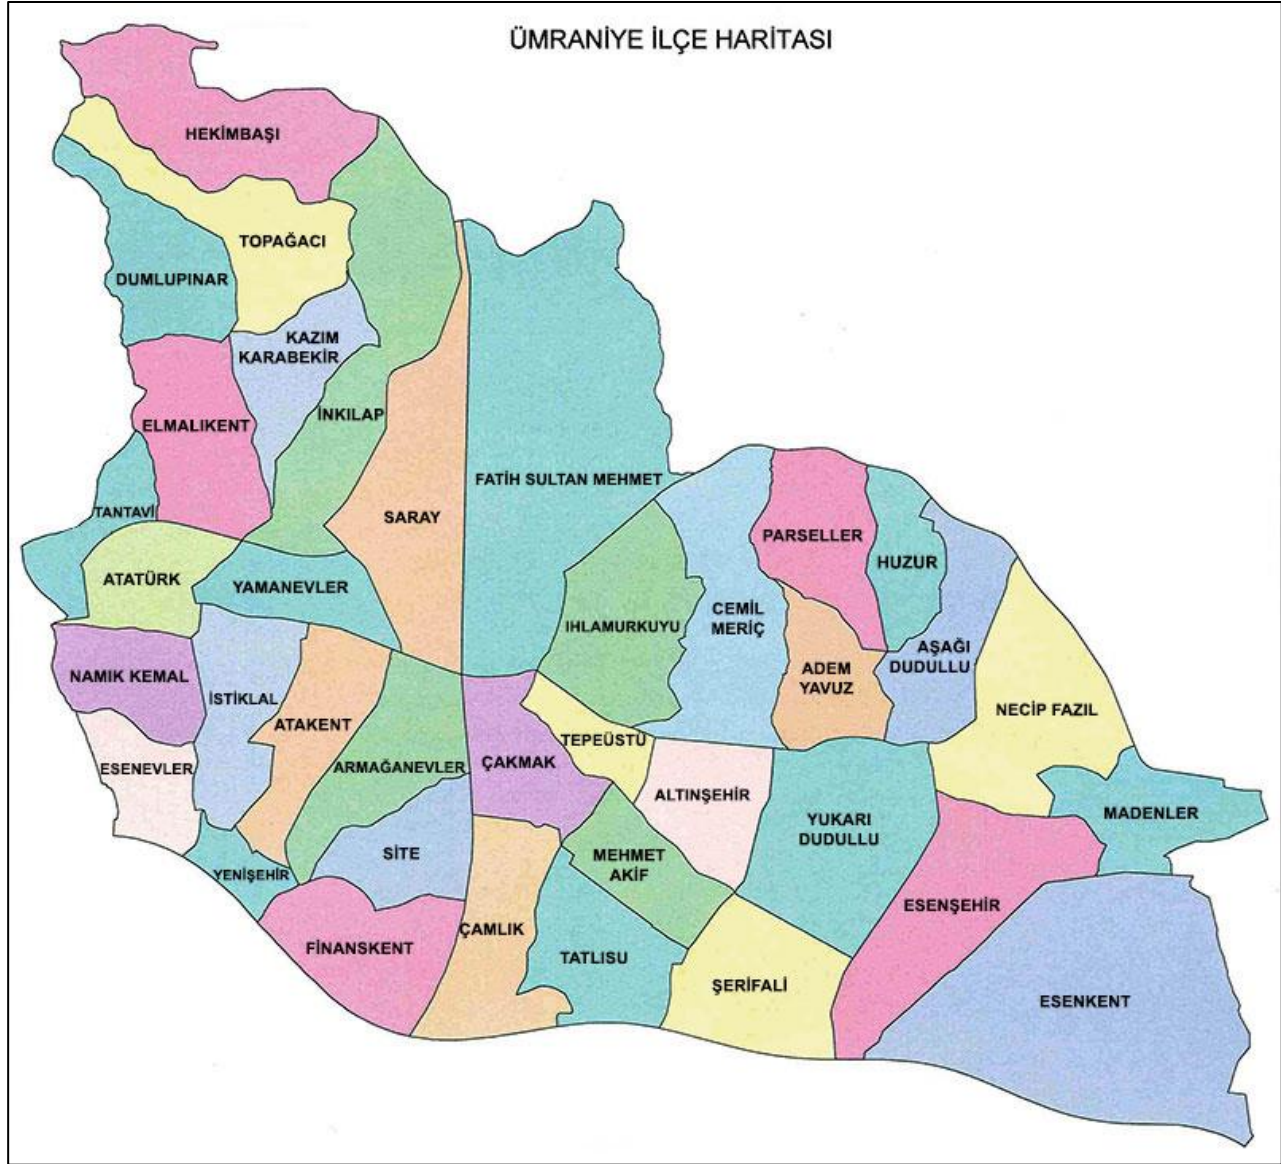 ÜMRANİYE İLÇE HARİTASI
HEKİMBAŞI
TOPAĞACI
DUMLUPINAR
KAZIM
KARABEKİR
İNKILAP
ELMALIKENT
FATİH SULTAN MEHMET
TANTAVİ
SARAY
PARSELLER
HUZUR
ATATÜRK
YAMANEVLER
IHLAMURKUYU
CEMİL
MERİÇ
AŞAĞI
DUDULLU
ADEM
YAVUZ
NAMIK KEMAL
İSTİKLAL
ATAKENT
NECİP FAZIL
TEPEÜSTÜ
ESENEVLER
ARMAĞANEVLER
ÇAKMAK
ALTINŞEHİR
MADENLER
YUKARI
DUDULLU
SİTE
MEHMET
AKİF
YENİŞEHİR
ESENŞEHİR
FİNANSKENT
ÇAMLIK
TATLISU
ŞERİFALİ
ESENKENT